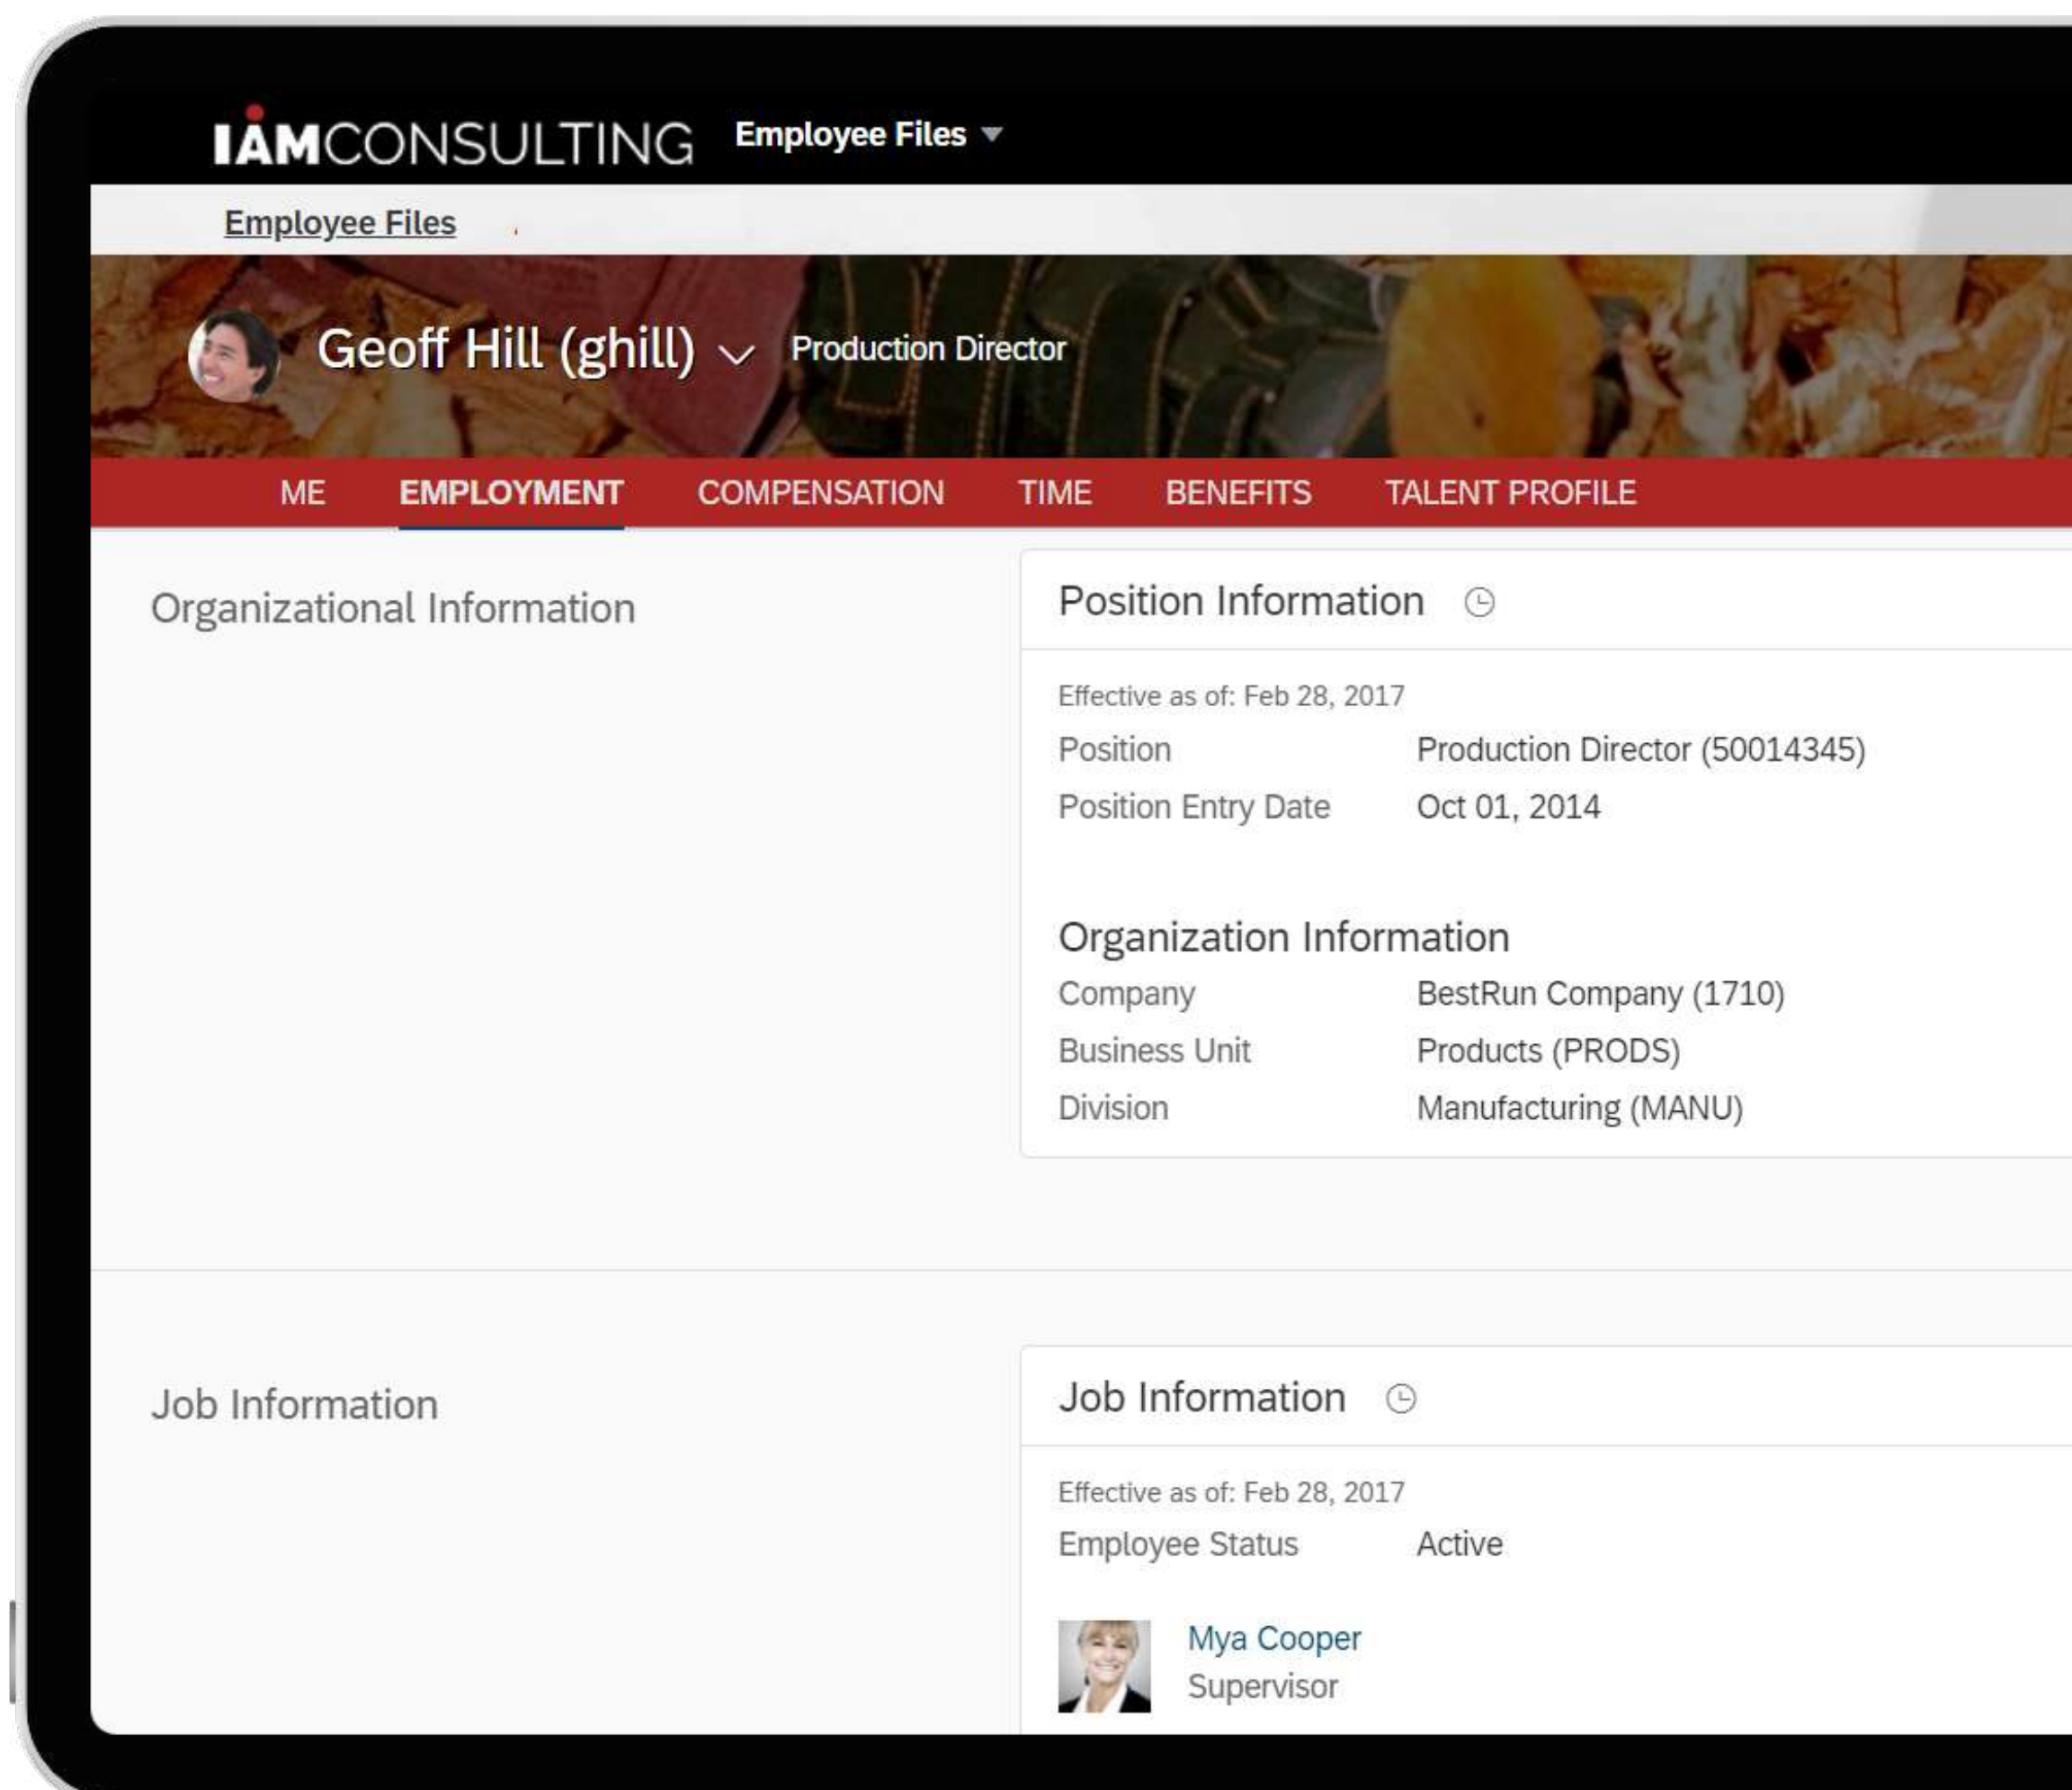 IAMCONSULTING Employee Files
Employee Files
Geoff Hill (ghill) Production Director
ME EMPLOYMENT COMPENSATION TIME BENEFITS TALENT PROFILE
Organizational Information
Position Information
Effective as of: Feb 28, 2017
Position Production Director (50014345)
Position Entry Date Oct 01, 2014
Organization Information
Company BestRun Company (1710)
Business Unit Products (PRODS)
Division Manufacturing (MANU)
Job Information
Job Information
Effective as of: Feb 28, 2017
Employee Status Active
Mya Cooper
Supervisor